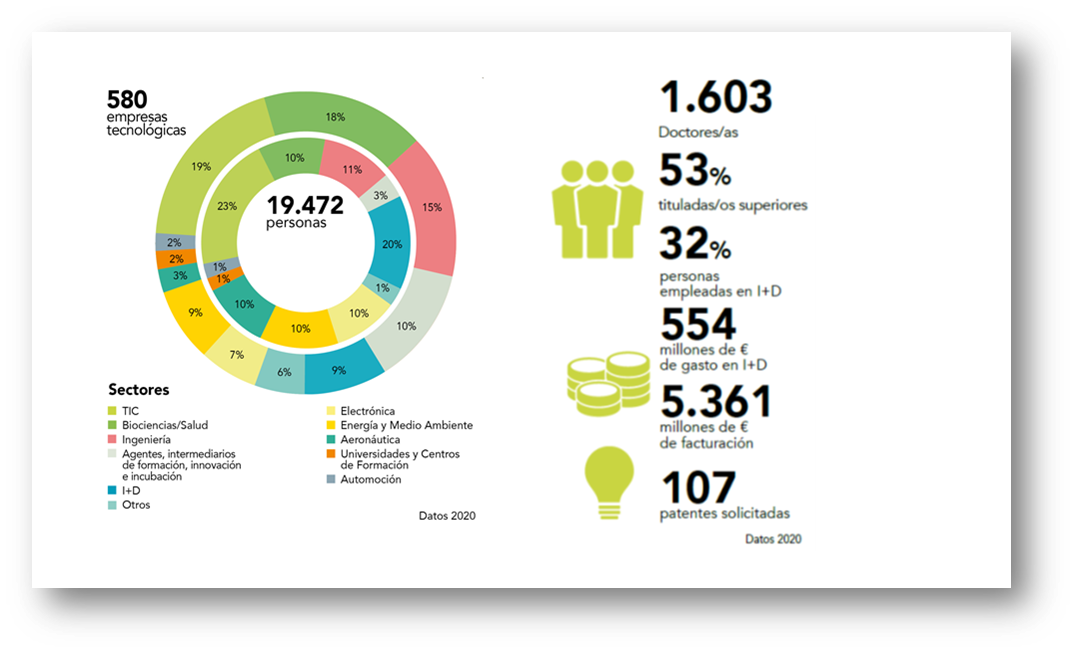 580
empresas
tecnológicas
18%
19%
15%
2%
2%
3%
9%
7%
6%
9%
10%
10%
11%
3%
23%
20%
1%
1%
1%
10%
10%
10%
19.472
personas
Sectores
TIC
Biociencias/Salud
Ingeniería
Agentes, intermediarios
de formación, innovación
e incubación
I+D
Otros
Electrónica
Energía y Medio Ambiente
Aeronáutica
Universidades y Centros
de Formación
Automoción
Datos 2020
1.603
Doctores/as
53%
tituladas/os superiores
32%
personas
empleadas en I+D
554
millones de €
de gasto en I+D
5.361
millones de €
de facturación
107
patentes solicitadas
Datos 2020